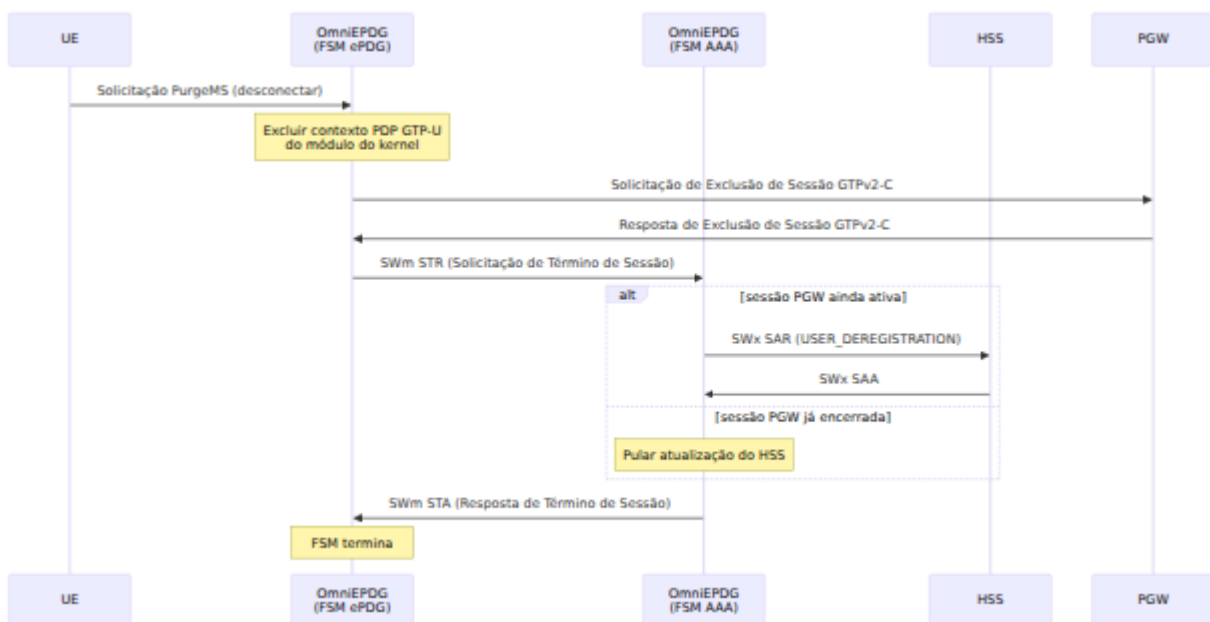 UE
OmniEPDG
(FSM ePDG)
OmniEPDG
(FSM AAA)
HSS
PGW
Solicitação PurgeMS (desconectar)
Excluir contexto PDP GTP-U
do módulo do kernel
Solicitação de Exclusão de Sessão GTPv2-C
Resposta de Exclusão de Sessão GTPv2-C
SWm STR (Solicitação de Término de Sessão)
alt
[sessão PGW ainda ativa]
SWx SAR (USER_DEREGISTRATION)
SWx SAA
[sessão PGW já encerrada]
Pular atualização do HSS
SWm STA (Resposta de Término de Sessão)
FSM termina
UE
OmniEPDG
(FSM ePDG)
OmniEPDG
(FSM AAA)
HSS
PGW